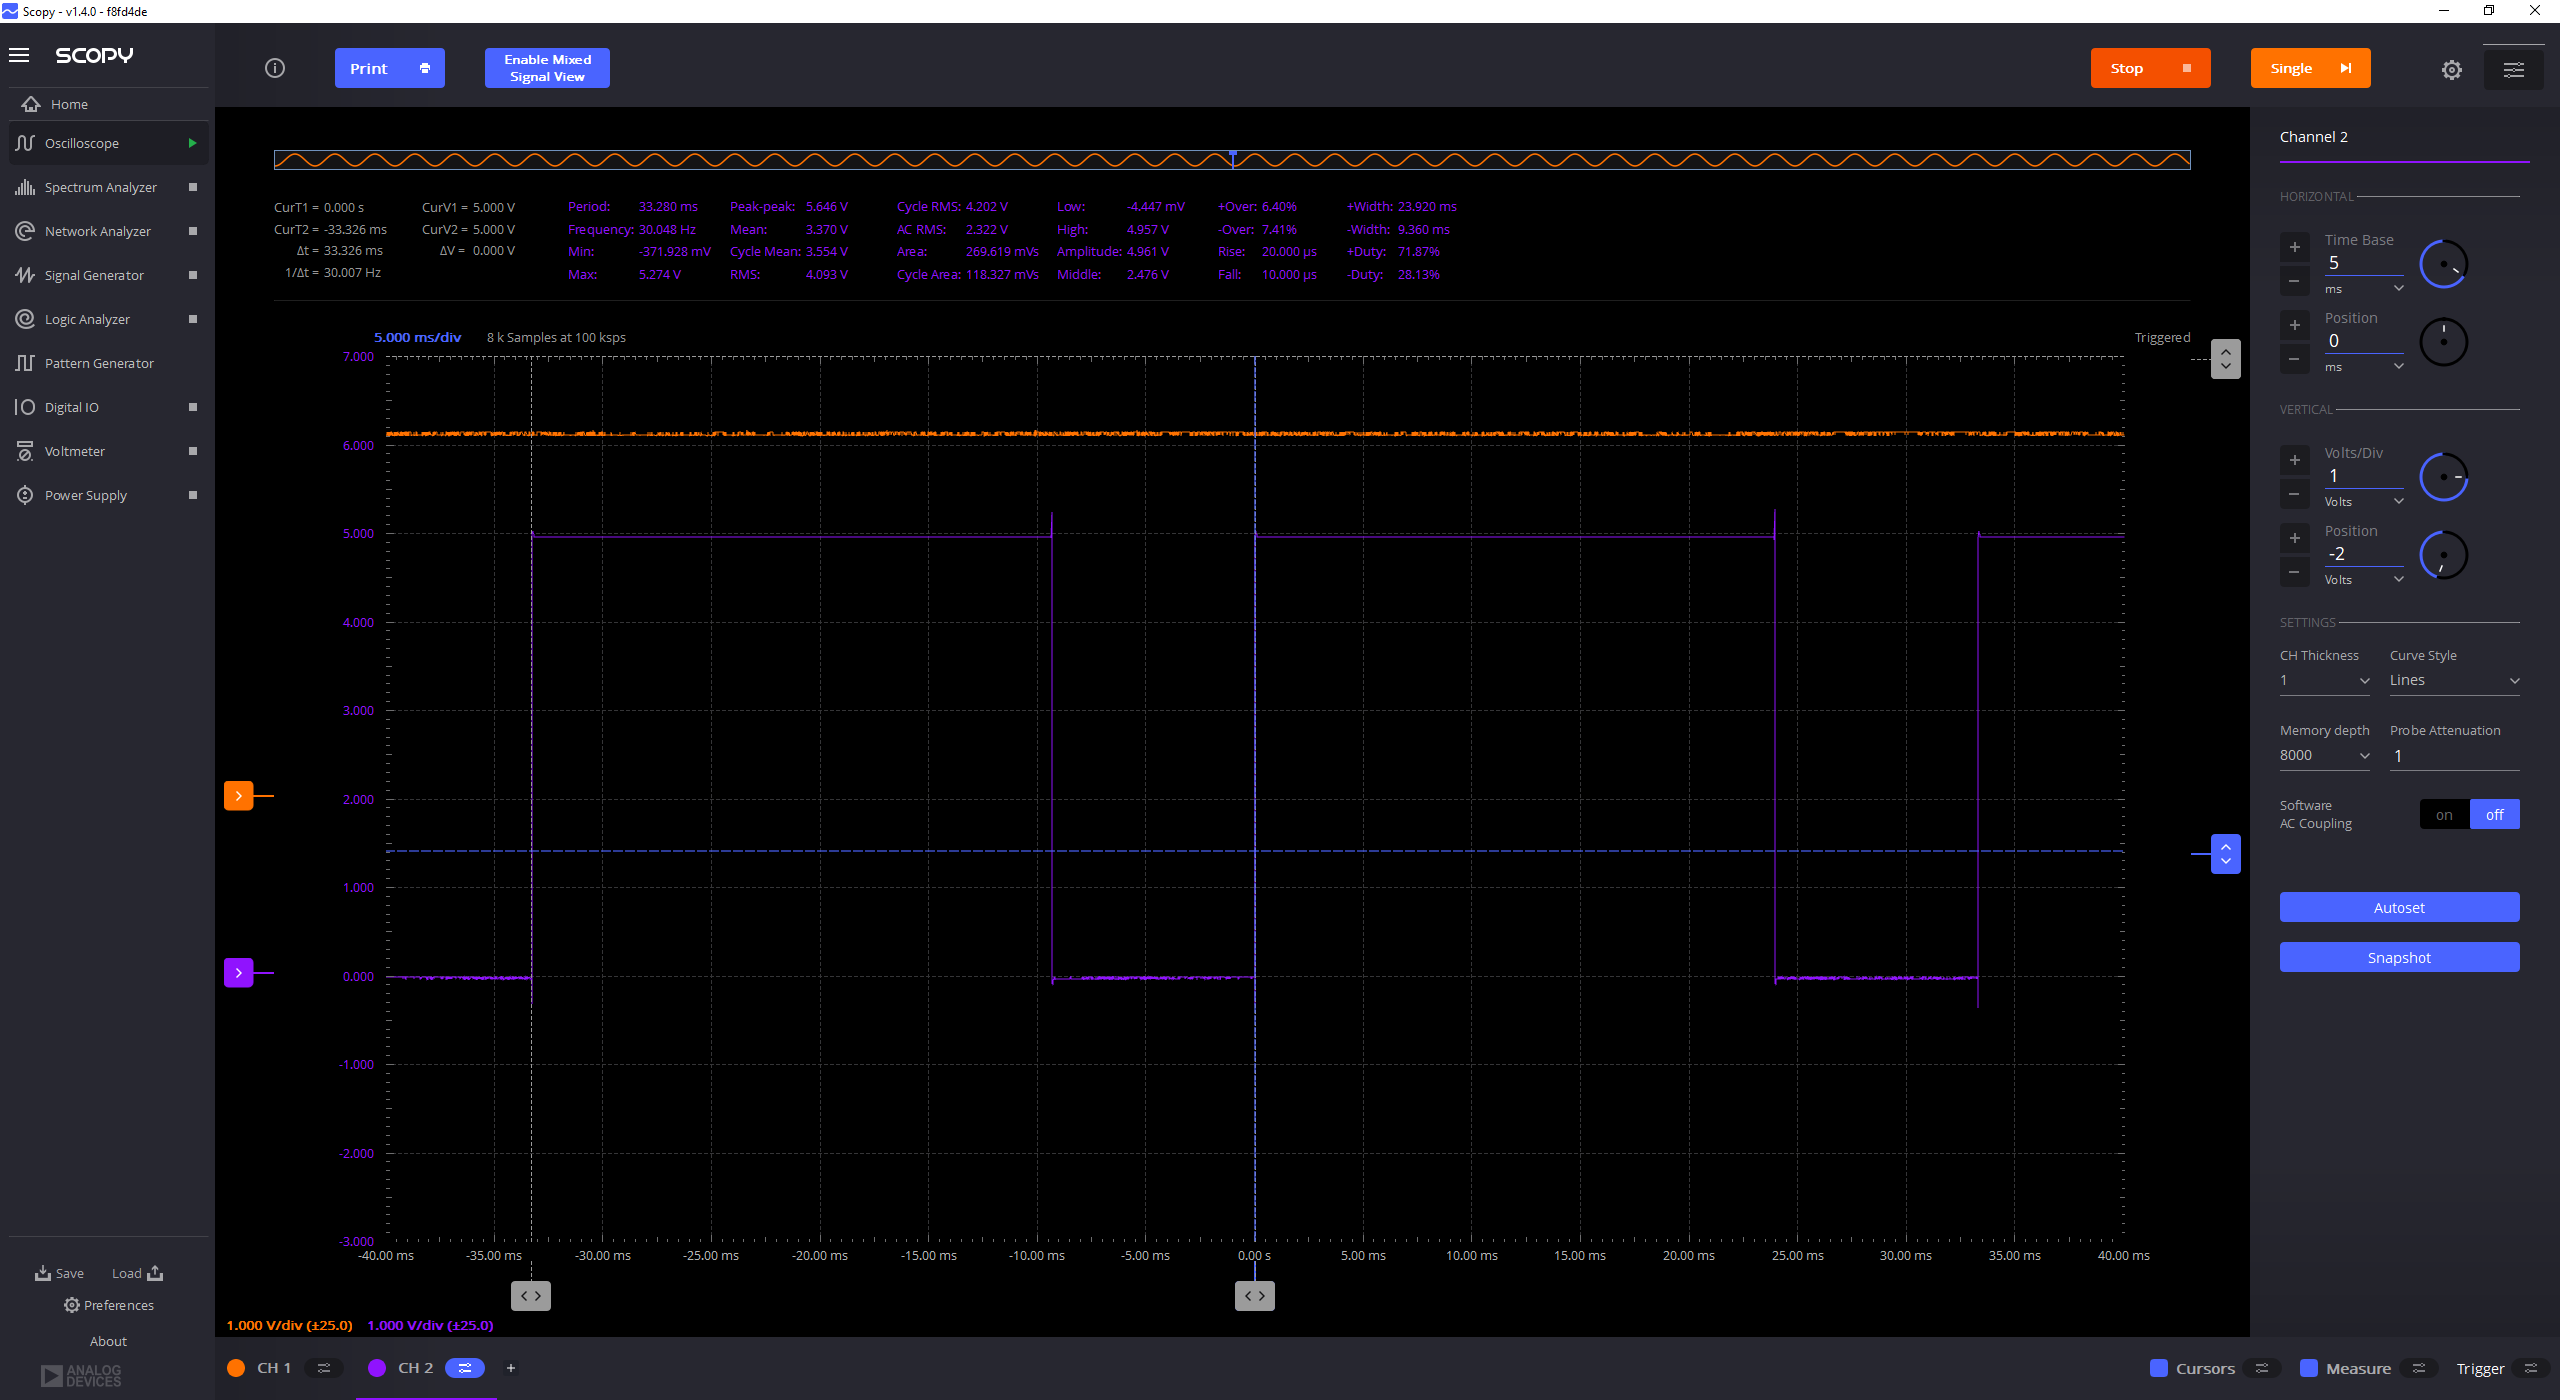 Scopy - v1.4.0 - f8fd4de
SCOPY
Print
Enable Mixed
Signal View
Stop
Single
Home
Oscilloscope
Spectrum Analyzer
Network Analyzer
Signal Generator
Logic Analyzer
Pattern Generator
Digital IO
Voltmeter
Power Supply
Save Load
Preferences
About
ANALOG
DEVICES
CurT1 = 0.000 s CurV1 = 5.000 V Period: 33.280 ms Peak-peak: 5.646 V Cycle RMS: 4.202 V Low: -4.447 mV +Over: 6.40% +Width: 23.920 ms
CurT2 = -33.326 ms CurV2 = 5.000 V Frequency: 30.048 Hz Mean: 3.370 V AC RMS: 2.322 V High: 4.957 V -Over: 7.41% -Width: 9.360 ms
Δt = 33.326 ms ΔV = 0.000 V Min: -371.928 mV Cycle Mean: 3.554 V Area: 269.619 mVs Amplitude: 4.961 V Rise: 20.000 µs +Duty: 71.87%
1/Δt = 30.007 Hz Max: 5.274 V RMS: 4.093 V Cycle Area: 118.327 mVs Middle: 2.476 V Fall: 10.000 µs -Duty: 28.13%
5.000 ms/div 8 k Samples at 100 ksps Triggered
7.000
6.000
5.000
4.000
3.000
2.000
1.000
0.000
-1.000
-2.000
-3.000
-40.00 ms -35.00 ms -30.00 ms -25.00 ms -20.00 ms -15.00 ms -10.00 ms -5.00 ms 0.00 s 5.00 ms 10.00 ms 15.00 ms 20.00 ms 25.00 ms 30.00 ms 35.00 ms 40.00 ms
1.000 V/div (±25.0) 1.000 V/div (±25.0)
CH 1 CH 2 + Cursors Measure Trigger
Channel 2
HORIZONTAL
Time Base
5
ms
Position
0
ms
VERTICAL
Volts/Div
1
Volts
Position
-2
Volts
SETTINGS
CH Thickness Curve Style
1 Lines
Memory depth Probe Attenuation
8000 1
Software
AC Coupling
on off
Autoset
Snapshot